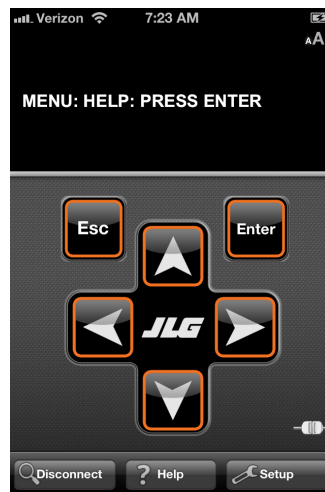 Verizon 7:23 AM
AA
MENU: HELP: PRESS ENTER
Esc
Enter
JLG
Disconnect ? Help Setup